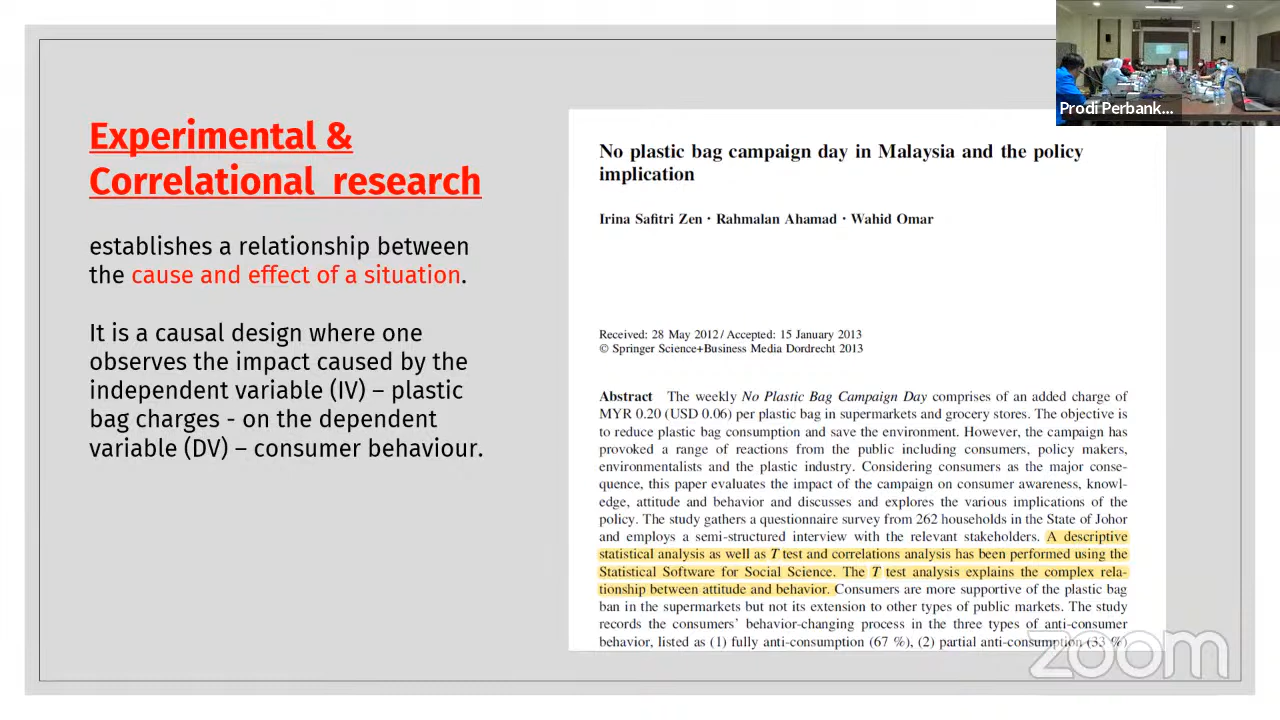 Experimental &
Correlational research
establishes a relationship between
the cause and effect of a situation.
It is a causal design where one
observes the impact caused by the
independent variable (IV) – plastic
bag charges - on the dependent
variable (DV) – consumer behaviour.
Prodi Perbank...
No plastic bag campaign day in Malaysia and the policy
implication
Irina Safitri Zen · Rahmalan Ahamad · Wahid Omar
Received: 28 May 2012 / Accepted: 15 January 2013
© Springer Science+Business Media Dordrecht 2013
Abstract The weekly No Plastic Bag Campaign Day comprises of an added charge of
MYR 0.20 (USD 0.06) per plastic bag in supermarkets and grocery stores. The objective is
to reduce plastic bag consumption and save the environment. However, the campaign has
provoked a range of reactions from the public including consumers, policy makers,
environmentalists and the plastic industry. Considering consumers as the major conse-
quence, this paper evaluates the impact of the campaign on consumer awareness, knowl-
edge, attitude and behavior and discusses and explores the various implications of the
policy. The study gathers a questionnaire survey from 262 households in the State of Johor
and employs a semi-structured interview with the relevant stakeholders. A descriptive
statistical analysis as well as T test and correlations analysis has been performed using the
Statistical Software for Social Science. The T test analysis explains the complex rela-
tionship between attitude and behavior. Consumers are more supportive of the plastic bag
ban in the supermarkets but not its extension to other types of public markets. The study
records the consumers' behavior-changing process in the three types of anti-consumer
behavior, listed as (1) fully anti-consumption (67 %), (2) partial anti-consumption (33 %)
zoom